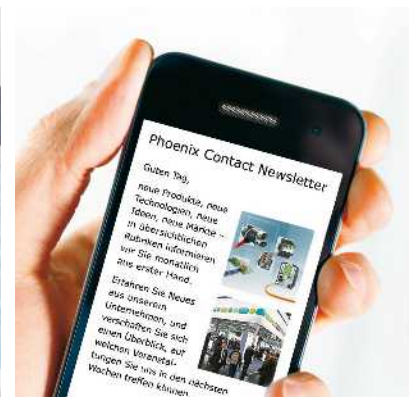 Phoenix Contact Newsletter
Guten Tag,
neue Produkte, neue
Technologien, neue
Ideen, neue Märkte –
in übersichtlichen
Rubriken informieren
wir Sie monatlich
aus erster Hand.
Erfahren Sie Neues
aus unserem
Unternehmen, und
verschaffen Sie sich
einen Überblick, auf
welchen Veranstal-
tungen Sie uns in den nächsten
Wochen treffen können